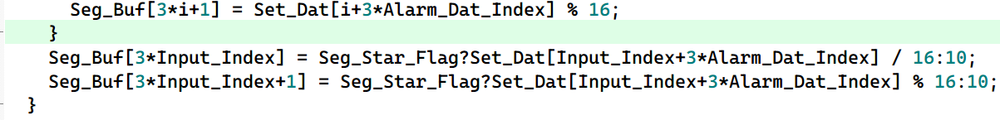 Seg_Buf[3*i+1] = Set_Dat[i+3*Alarm_Dat_Index] % 16;
}
Seg_Buf[3*Input_Index] = Seg_Star_Flag?Set_Dat[Input_Index+3*Alarm_Dat_Index] / 16:10;
Seg_Buf[3*Input_Index+1] = Seg_Star_Flag?Set_Dat[Input_Index+3*Alarm_Dat_Index] % 16:10;
}